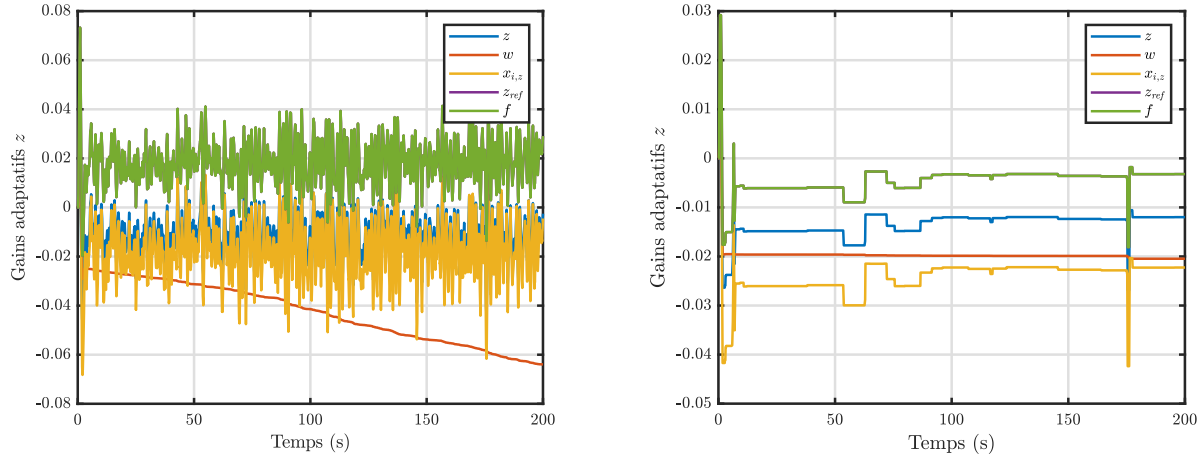 0.08
0.06
0.04
0.02
0
-0.02
-0.04
-0.06
-0.08
0
50
100
150
200
Gains adaptatifs z
Temps (s)
z
w
x_{i,z}
z_{ref}
f
0.03
0.02
0.01
0
-0.01
-0.02
-0.03
-0.04
-0.05
0
50
100
150
200
Gains adaptatifs z
Temps (s)
z
w
x_{i,z}
z_{ref}
f